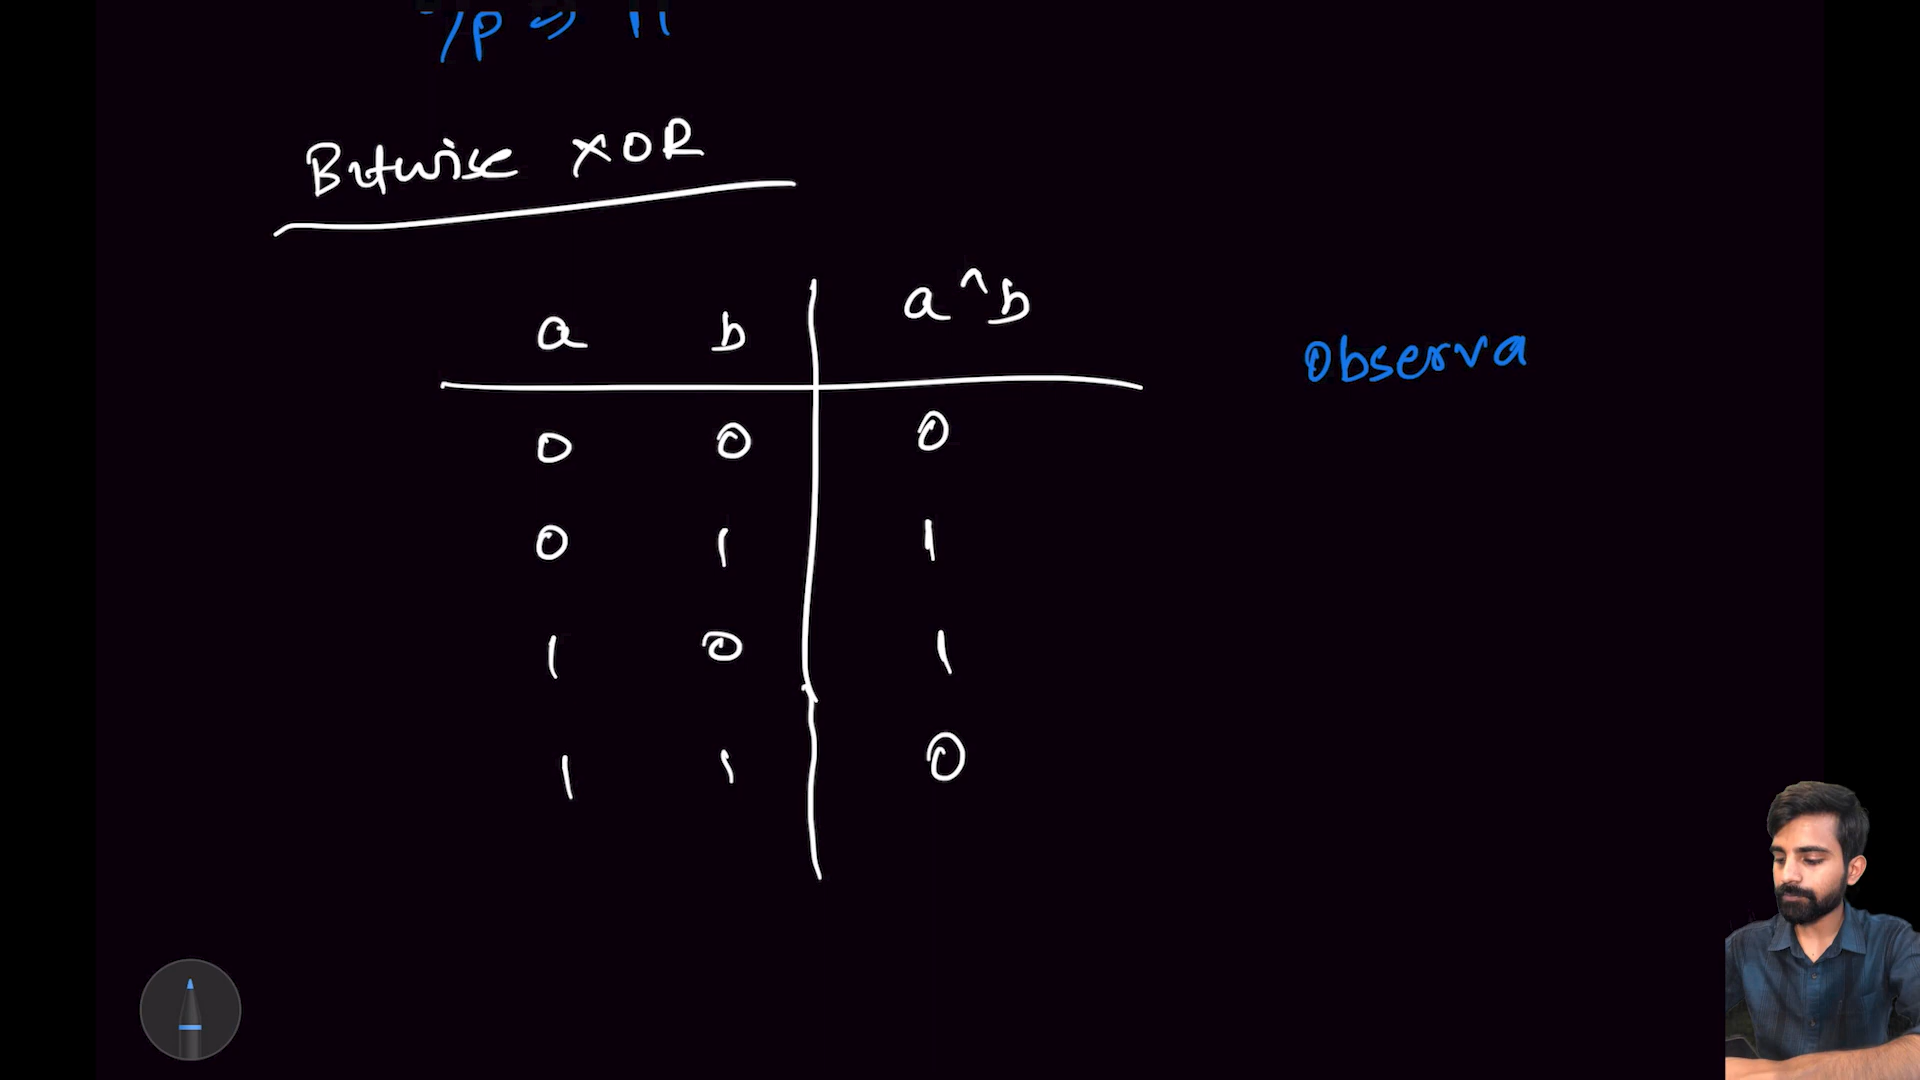 Bitwise XOR
a b a^b
Observa
0 0 0
0 1 1
1 0 1
1 1 0